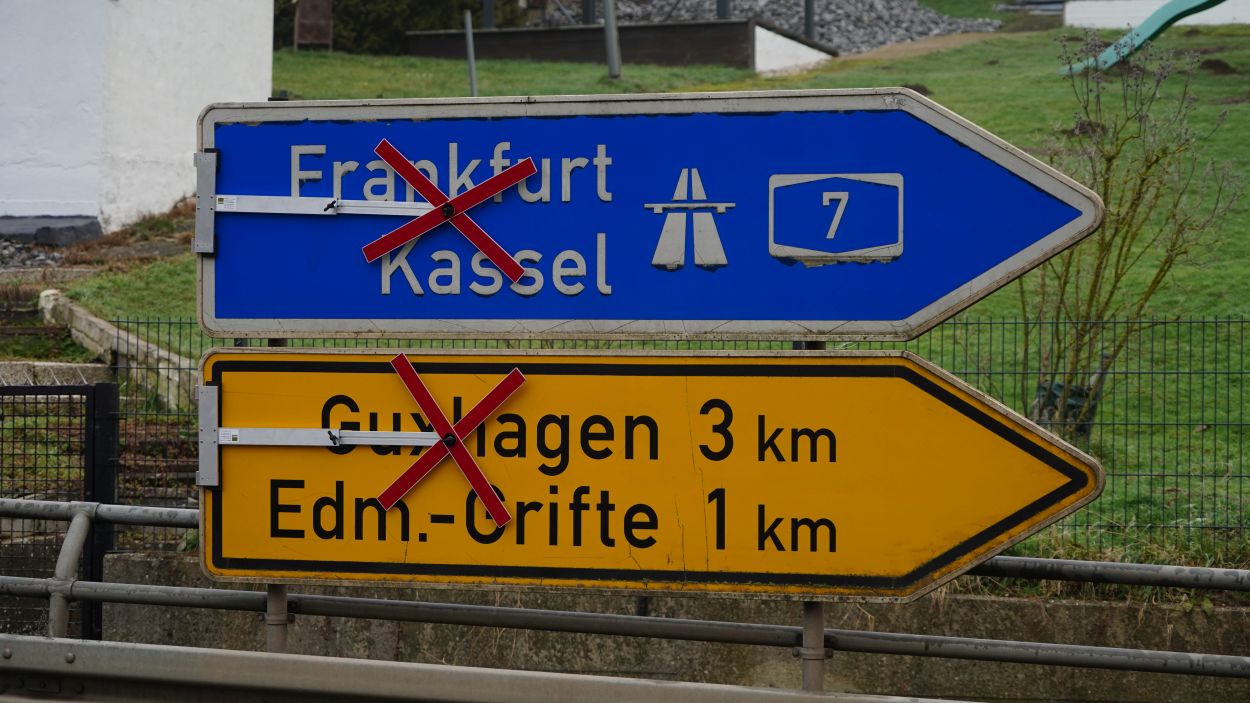 Frankfurt
Kassel
7
Guxhagen 3 km
Edm.-Grifte 1 km